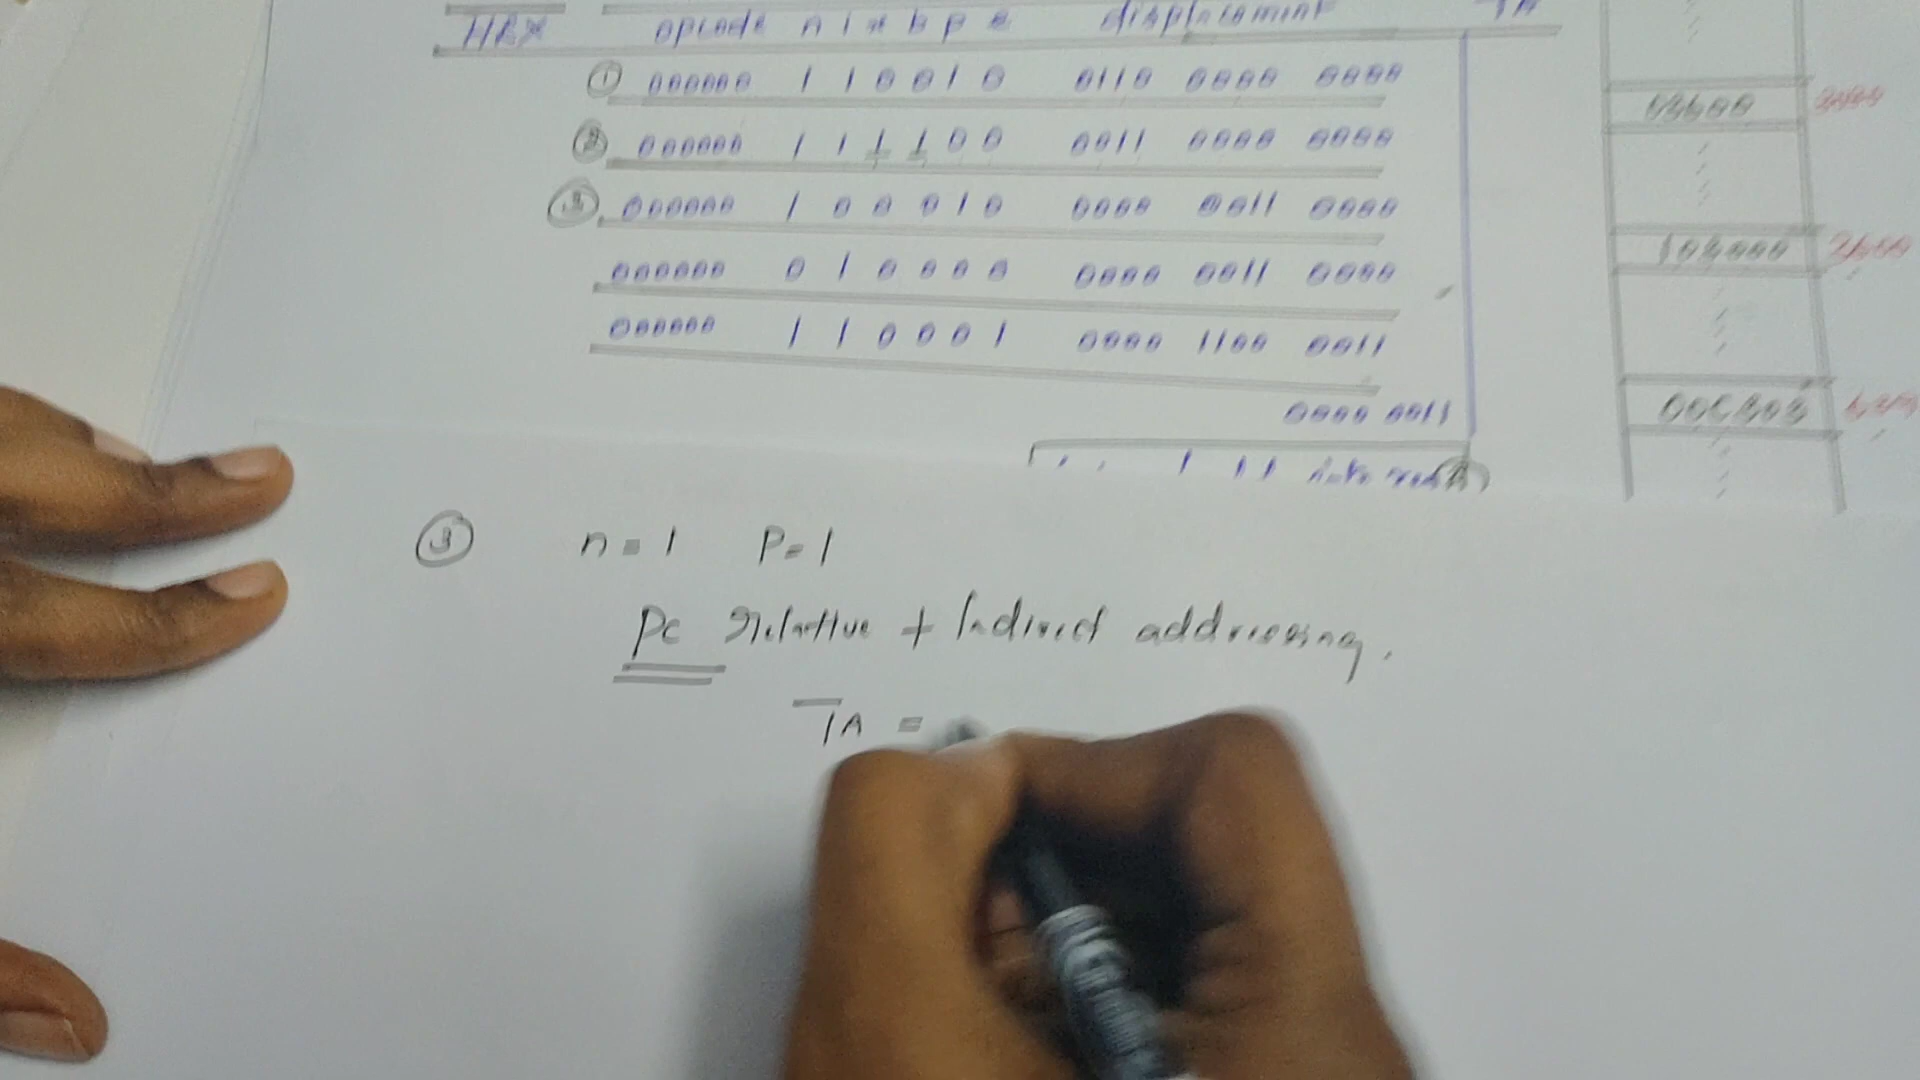 HEX opcode n i x b p e displacement TA
① 000000 1 1 0 0 1 0 0110 0000 0000
② 000000 1 1 1 1 0 0 0011 0000 0000
③ 000000 1 0 0 0 1 0 0000 0011 0000
000000 0 1 0 0 0 0 0000 0011 0000
000000 1 1 0 0 0 1 0000 1100 0011
0000 0011
103000
③ n=1 P=1
PC Relative + Indirect addressing.
TA =